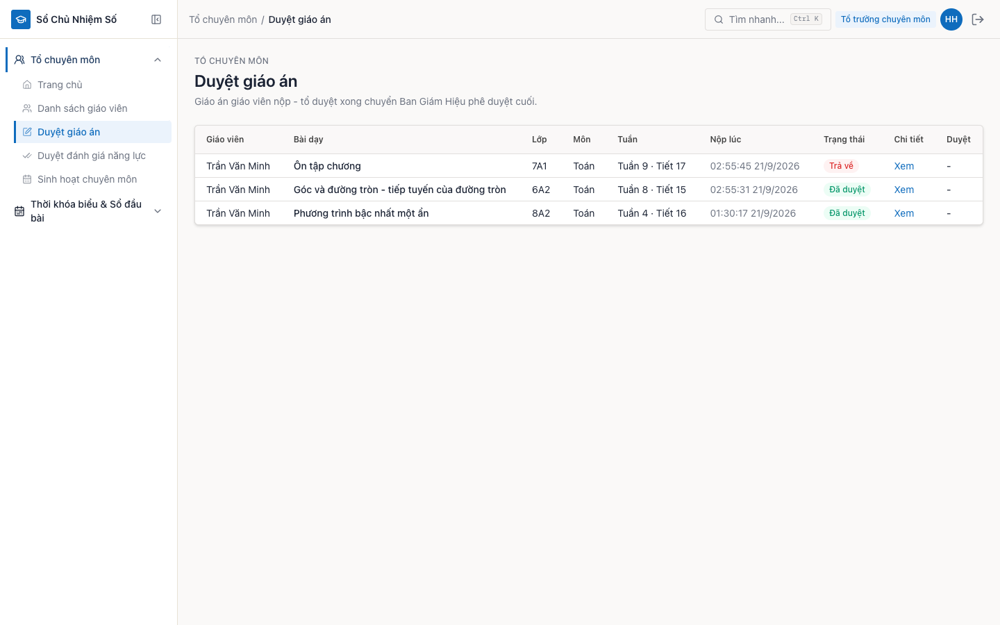 Sổ Chủ Nhiệm Số
Tổ chuyên môn / Duyệt giáo án
Tìm nhanh... Ctrl K
Tổ trưởng chuyên môn
HH
Tổ chuyên môn
Trang chủ
Danh sách giáo viên
Duyệt giáo án
Duyệt đánh giá năng lực
Sinh hoạt chuyên môn
Thời khóa biểu & Sổ đầu
bài
TỔ CHUYÊN MÔN
Duyệt giáo án
Giáo án giáo viên nộp - tổ duyệt xong chuyển Ban Giám Hiệu phê duyệt cuối.
Giáo viên Bài dạy Lớp Môn Tuần Nộp lúc Trạng thái Chi tiết Duyệt
Trần Văn Minh Ôn tập chương 7A1 Toán Tuần 9 · Tiết 17 02:55:45 21/9/2026 Trả về Xem -
Trần Văn Minh Góc và đường tròn - tiếp tuyến của đường tròn 6A2 Toán Tuần 8 · Tiết 15 02:55:31 21/9/2026 Đã duyệt Xem -
Trần Văn Minh Phương trình bậc nhất một ẩn 8A2 Toán Tuần 4 · Tiết 16 01:30:17 21/9/2026 Đã duyệt Xem -